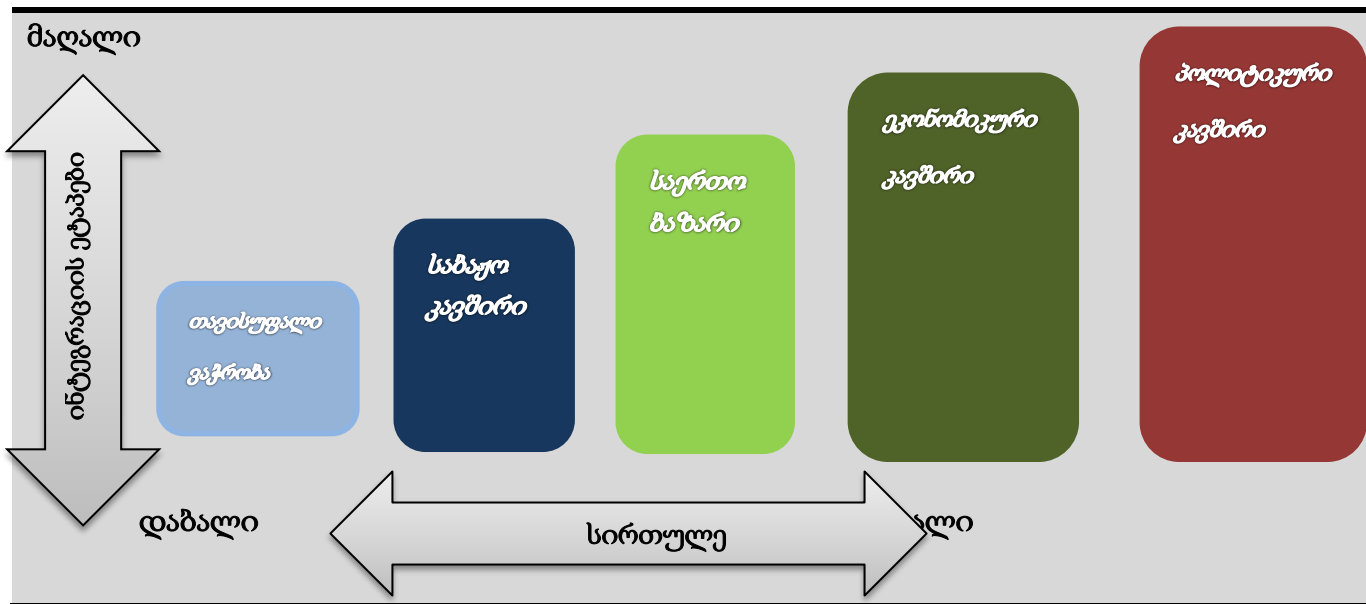 მაღალი
ინტეგრაციის ეტაპები
თავისუფალი
ვაჭრობა
საბაჟო
კავშირი
საერთო
ბაზარი
ეკონომიკური
კავშირი
პოლიტიკური
კავშირი
დაბალი
სირთულე